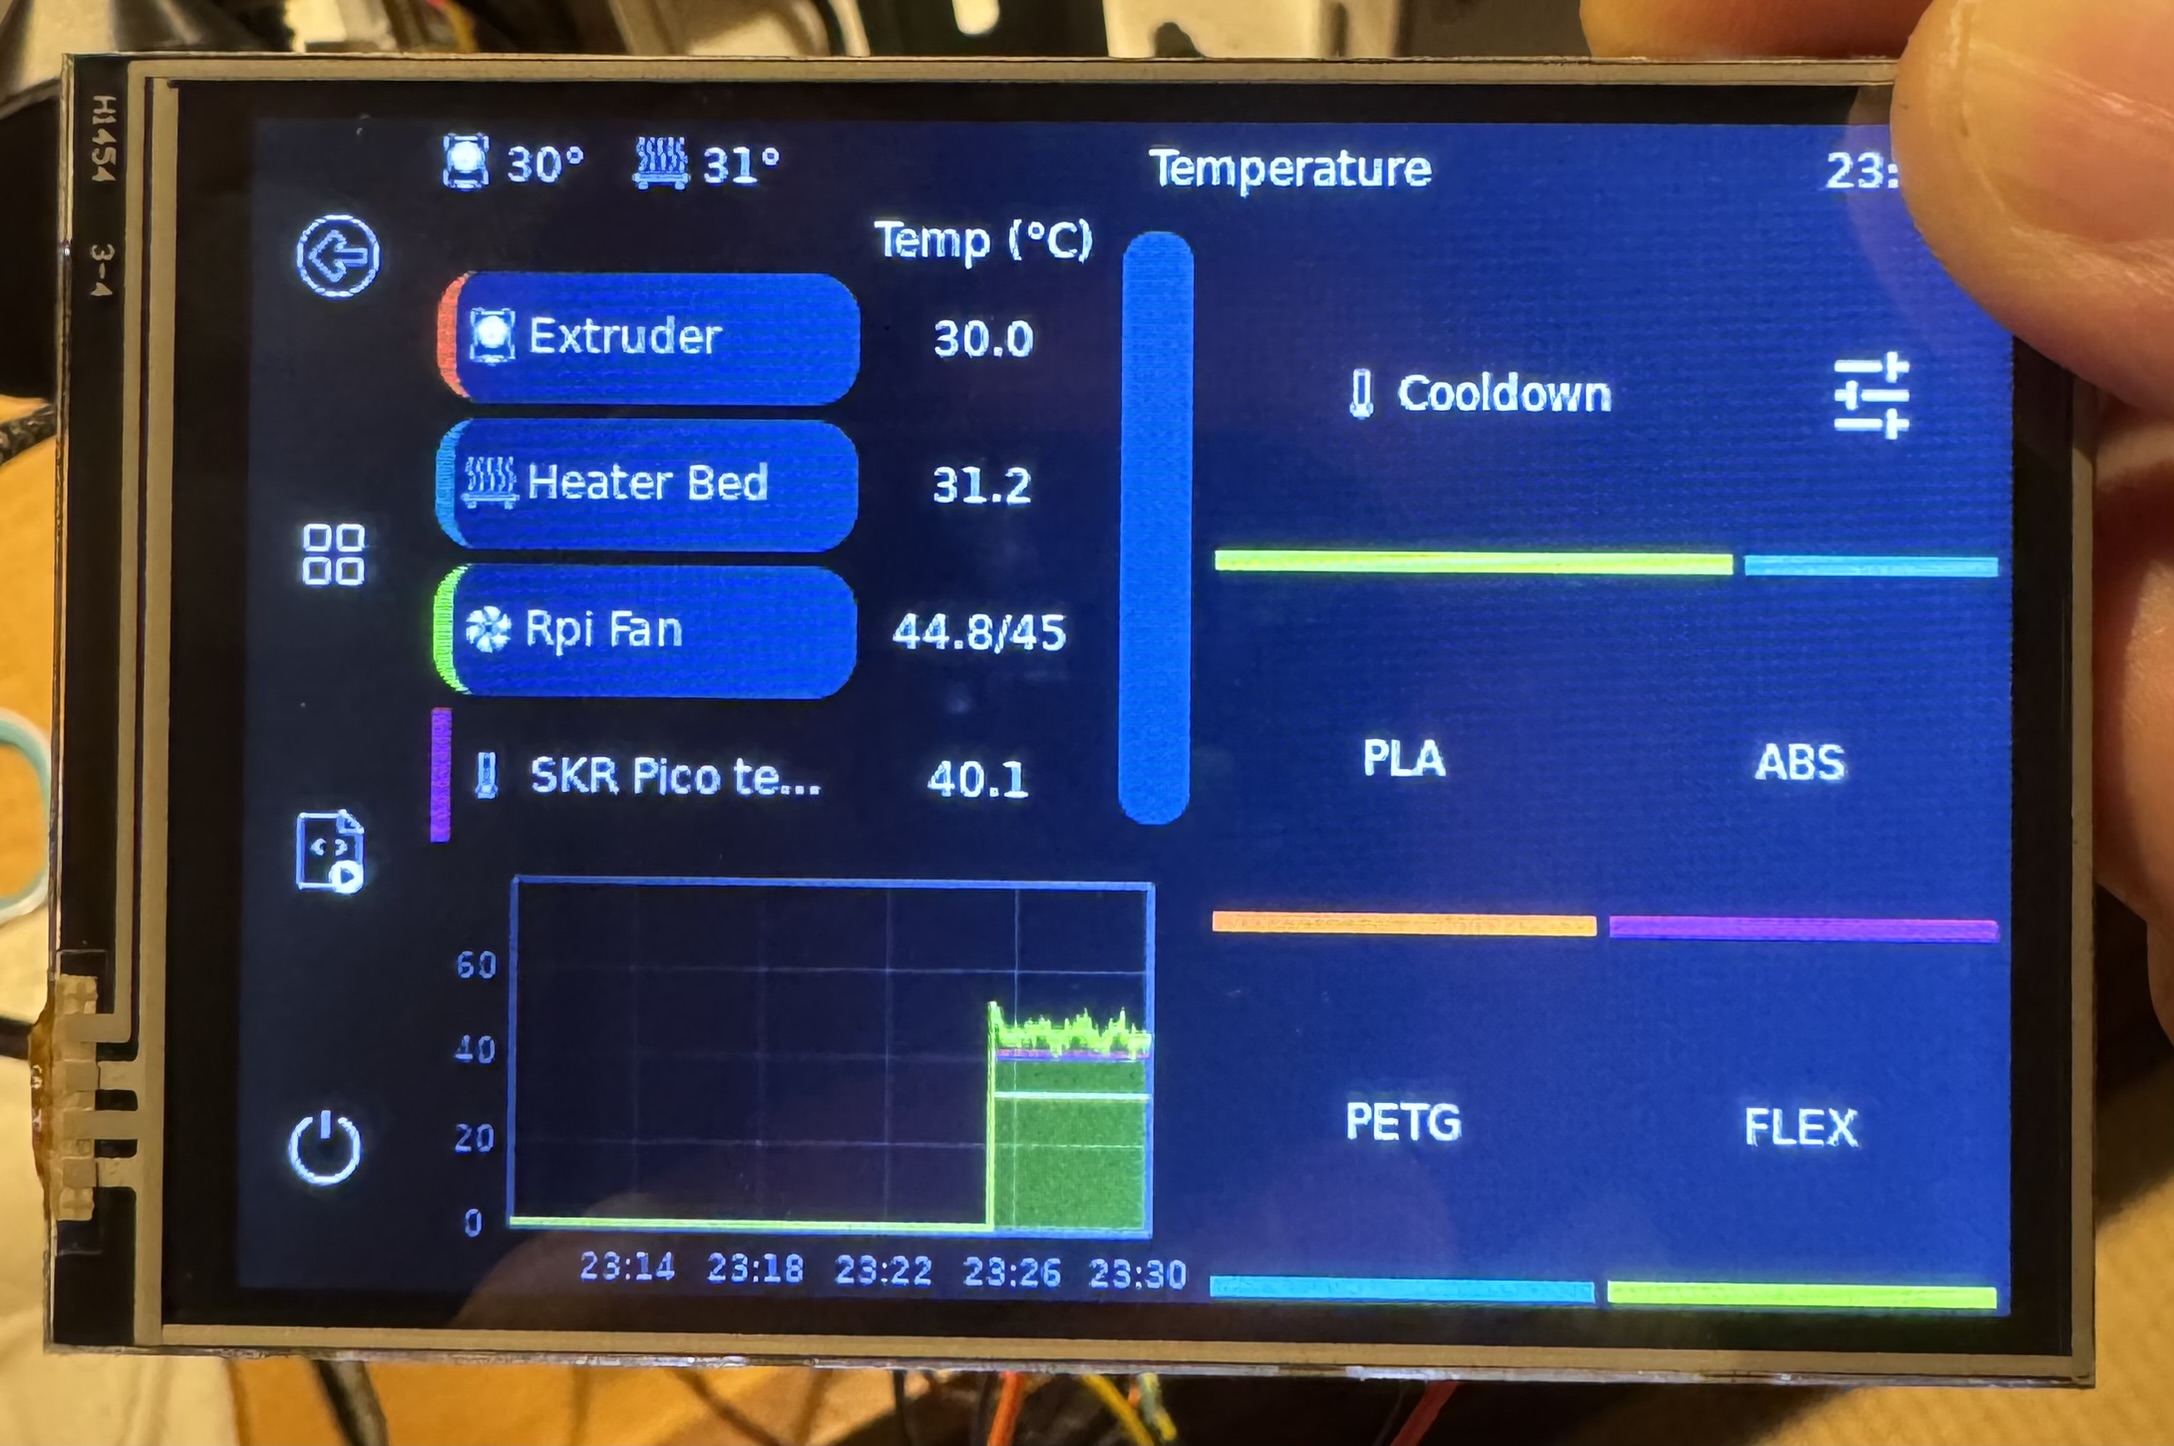 H1454 3-4
30° 31° Temperature 23:
Temp (°C)
Extruder 30.0
Heater Bed 31.2
Rpi Fan 44.8/45
SKR Pico te... 40.1
Cooldown
PLA ABS
PETG FLEX
60
40
20
0
23:14 23:18 23:22 23:26 23:30